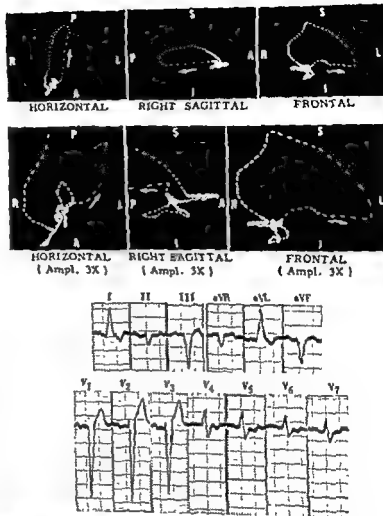 P S S
R L P A R L
A I
HORIZONTAL RIGHT SAGITTAL FRONTAL
P S S
R L P A R L
A I I
HORIZONTAL RIGHT SAGITTAL FRONTAL
(Ampl. 3X) (Ampl. 3X) (Ampl. 3X)
I II III aVR aVL aVF
V1 V2 V3 V4 V5 V6 V7